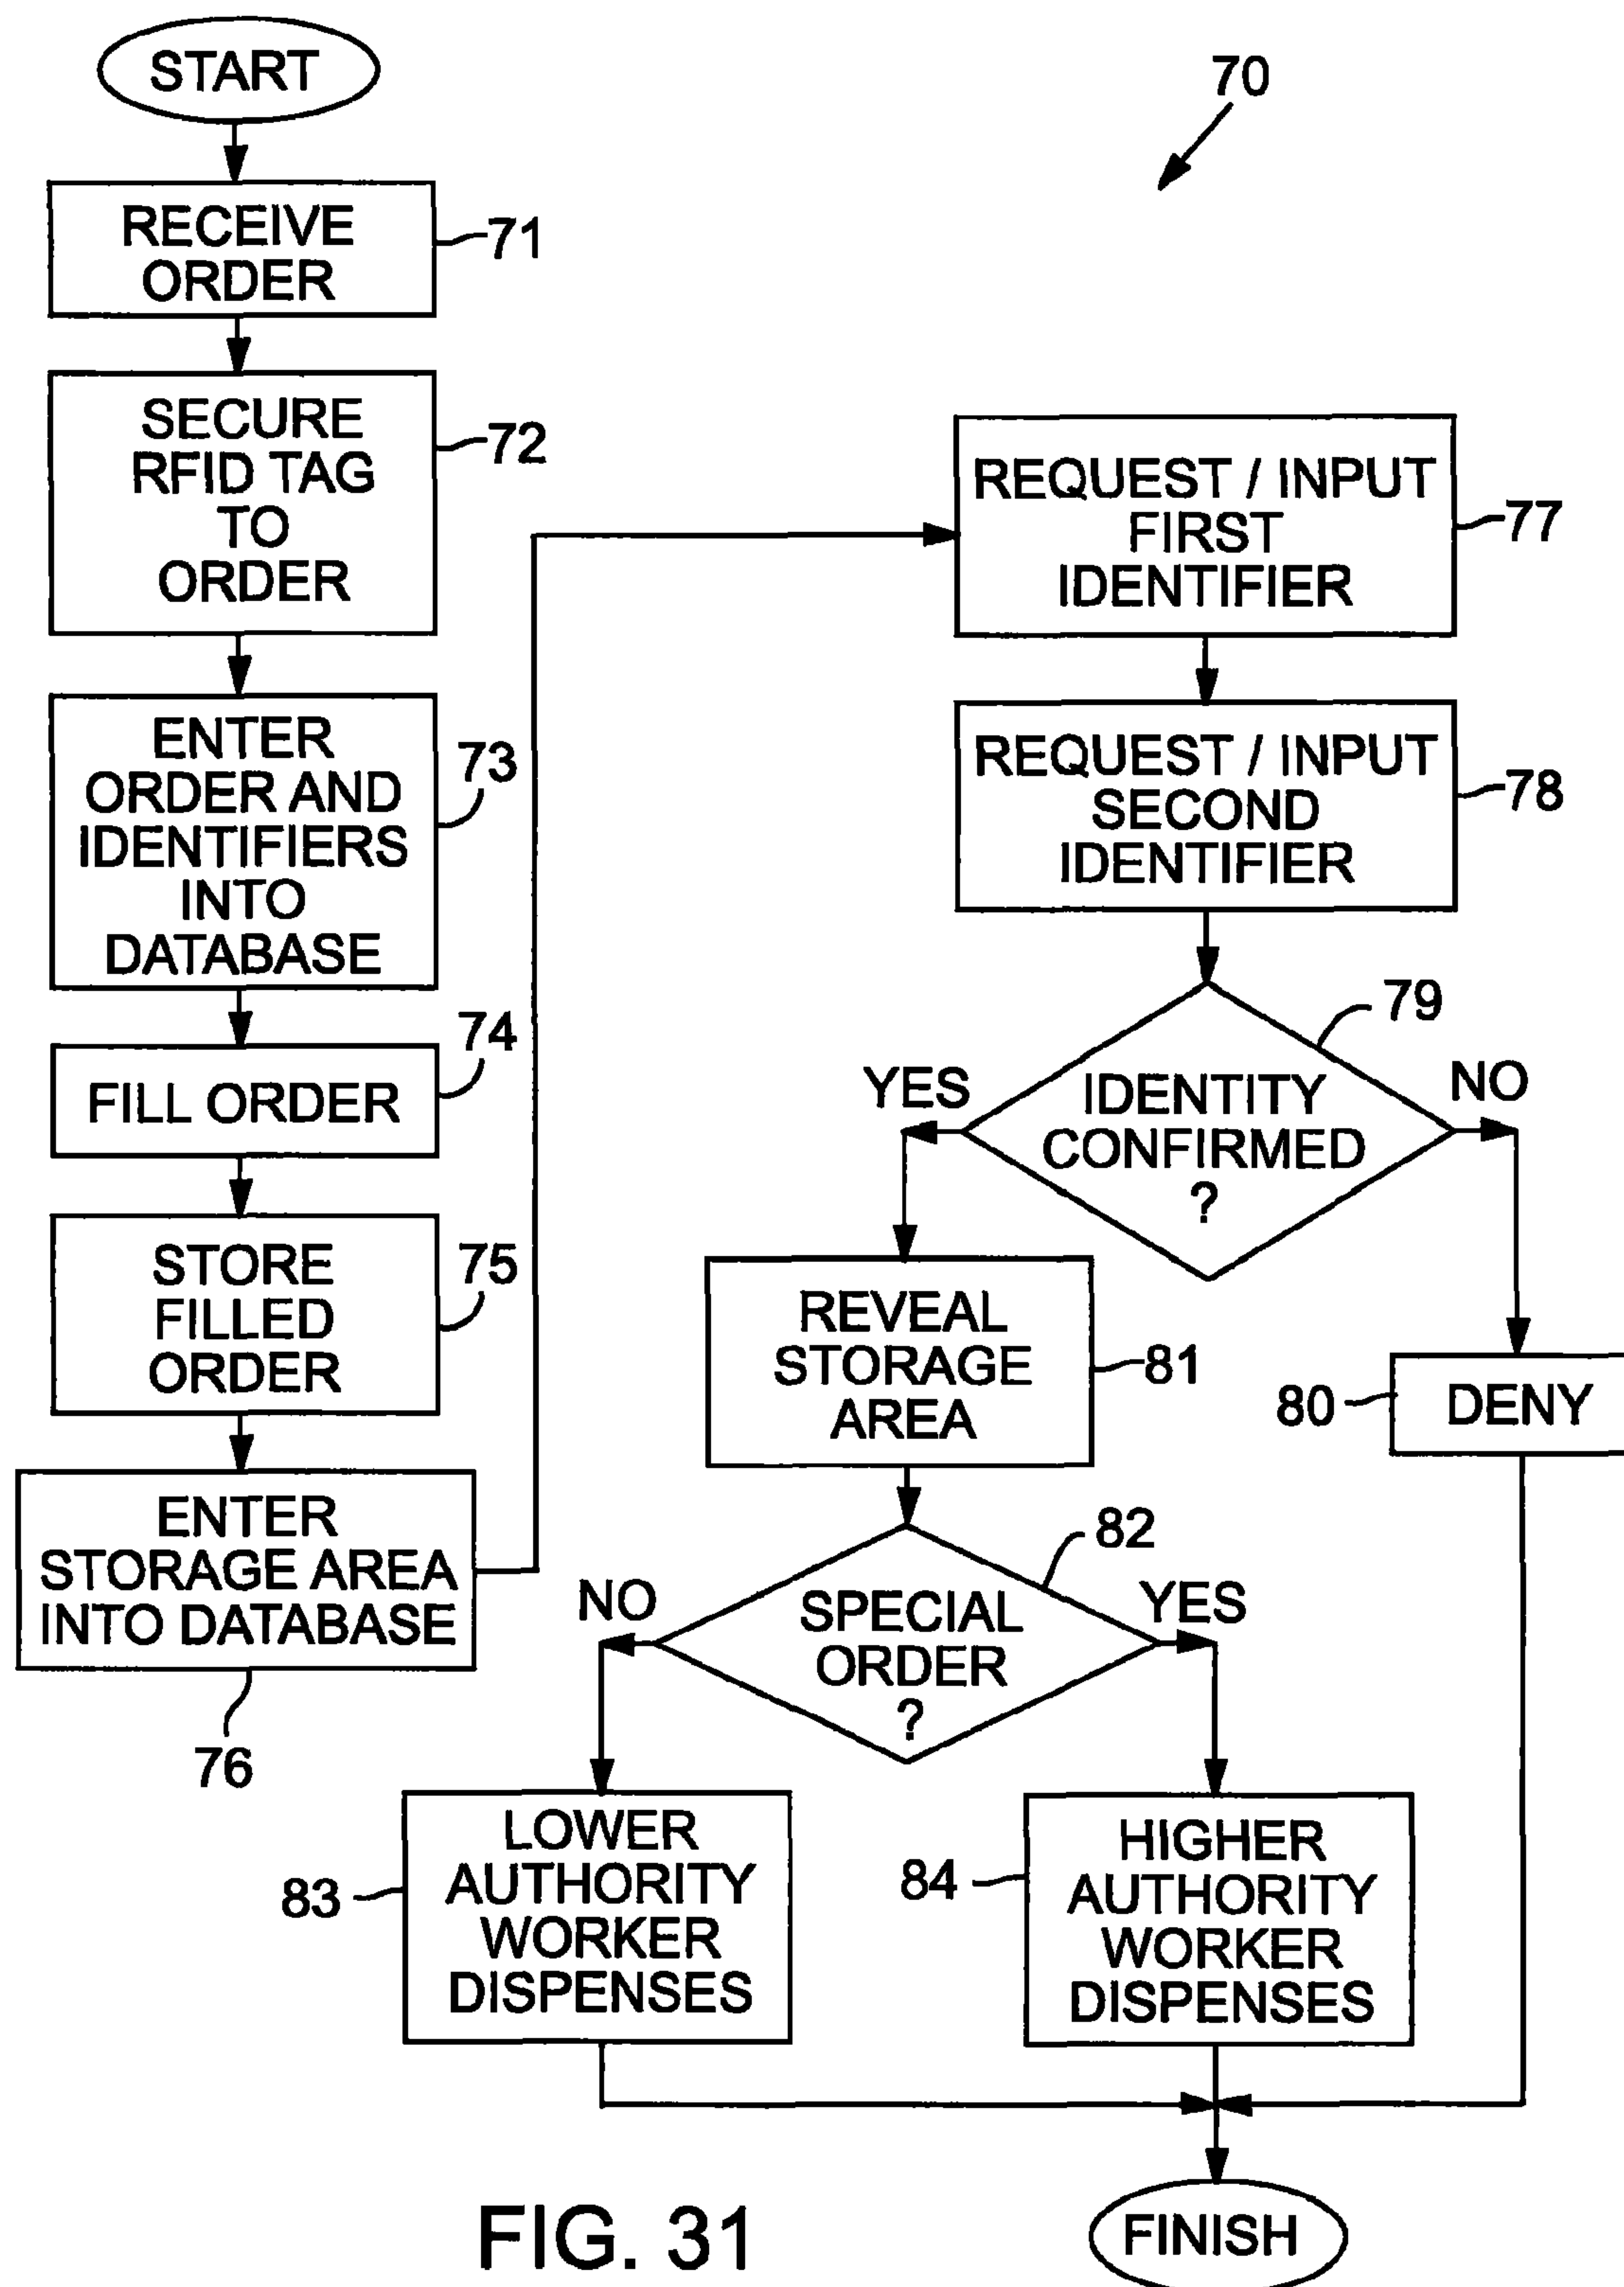 START
70
RECEIVE
ORDER
71
SECURE
RFID TAG
TO
ORDER
72
ENTER
ORDER AND
IDENTIFIERS
INTO
DATABASE
73
FILL ORDER
74
STORE
FILLED
ORDER
75
ENTER
STORAGE AREA
INTO DATABASE
76
REQUEST / INPUT
FIRST
IDENTIFIER
77
REQUEST / INPUT
SECOND
IDENTIFIER
78
IDENTITY
CONFIRMED
?
79
YES
NO
REVEAL
STORAGE
AREA
81
80
DENY
SPECIAL
ORDER
?
82
NO
YES
LOWER
AUTHORITY
WORKER
DISPENSES
83
HIGHER
AUTHORITY
WORKER
DISPENSES
84
FINISH
FIG. 31